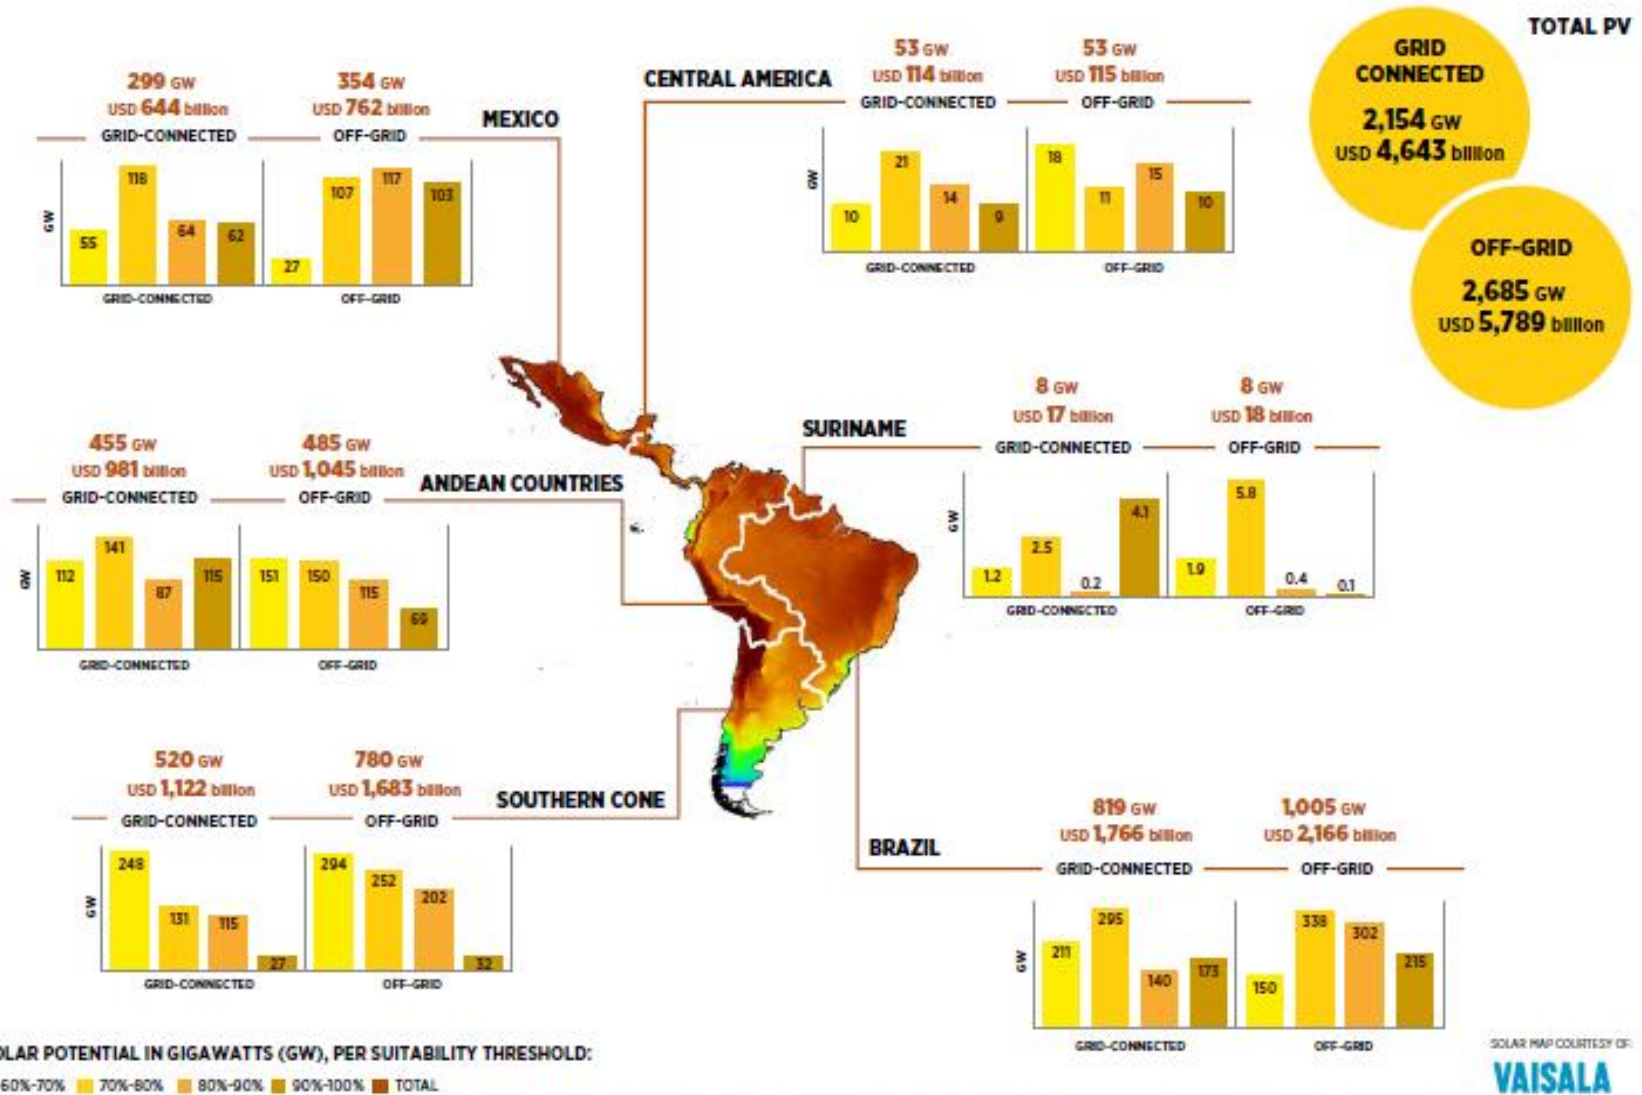 TOTAL PV
GRID
CONNECTED
2,154 GW
USD 4,643 billion
OFF-GRID
2,685 GW
USD 5,789 billion
299 GW
USD 644 billion
GRID-CONNECTED
354 GW
USD 762 billion
OFF-GRID
MEXICO
GW
55
118
64
62
27
107
117
103
GRID-CONNECTED
OFF-GRID
CENTRAL AMERICA
53 GW
USD 114 billion
GRID-CONNECTED
53 GW
USD 115 billion
OFF-GRID
GW
10
21
14
9
18
11
15
10
GRID-CONNECTED
OFF-GRID
455 GW
USD 981 billion
GRID-CONNECTED
485 GW
USD 1,045 billion
OFF-GRID
ANDEAN COUNTRIES
GW
112
141
87
115
151
150
115
69
GRID-CONNECTED
OFF-GRID
SURINAME
8 GW
USD 17 billion
GRID-CONNECTED
8 GW
USD 18 billion
OFF-GRID
GW
1.2
2.5
0.2
4.1
1.9
5.8
0.4
0.1
GRID-CONNECTED
OFF-GRID
520 GW
USD 1,122 billion
GRID-CONNECTED
780 GW
USD 1,683 billion
OFF-GRID
SOUTHERN CONE
GW
248
131
115
27
294
252
202
32
GRID-CONNECTED
OFF-GRID
BRAZIL
819 GW
USD 1,766 billion
GRID-CONNECTED
1,005 GW
USD 2,166 billion
OFF-GRID
GW
211
295
140
173
150
338
302
215
GRID-CONNECTED
OFF-GRID
OLAR POTENTIAL IN GIGAWATTS (GW), PER SUITABILITY THRESHOLD:
60%-70% 70%-80% 80%-90% 90%-100% TOTAL
SOLAR MAP COURTESY OF:
VAISALA